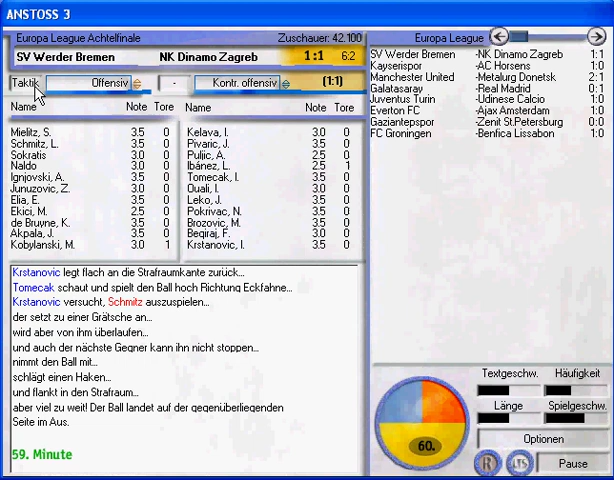 ANSTOSS 3
Europa League Achtelfinale Zuschauer: 42.100
SV Werder Bremen NK Dinamo Zagreb 1:1 6:2
Taktik Offensiv - Kontr. offensiv (1:1)
Name Note Tore Name Note Tore
Mielitz, S. 3.5 0 Kelava, I. 3.0 0
Schmitz, L. 3.5 0 Pivaric, J. 3.5 0
Sokratis 3.0 0 Puljic, A. 2.5 0
Naldo 3.0 0 Ibánez, L. 2.5 1
Ignjovski, A. 3.5 0 Tomecak, I. 3.5 0
Junuzovic, Z. 3.5 0 Ouali, I. 3.0 0
Elia, E. 3.5 0 Leko, J. 3.5 0
Ekici, M. 2.5 0 Pokrivac, N. 3.5 0
de Bruyne, K. 3.5 0 Brozovic, M. 3.5 0
Akpala, J. 3.5 0 Beqiraj, F. 3.0 0
Kobylanski, M. 3.0 1 Krstanovic, I. 3.5 0
Krstanovic legt flach an die Strafraumkante zurück...
Tomecak schaut und spielt den Ball hoch Richtung Eckfahne...
Krstanovic versucht, Schmitz auszuspielen...
der setzt zu einer Grätsche an...
wird aber von ihm überlaufen...
und auch der nächste Gegner kann ihn nicht stoppen...
nimmt den Ball mit...
schlägt einen Haken...
und flankt in den Strafraum...
aber viel zu weit! Der Ball landet auf der gegenüberliegenden
Seite im Aus.
59. Minute
Europa League
SV Werder Bremen -NK Dinamo Zagreb 1:1
Kayserispor -AC Horsens 1:0
Manchester United -Metalurg Donetsk 2:1
Galatasaray -Real Madrid 0:1
Juventus Turin -Udinese Calcio 1:0
Everton FC -Ajax Amsterdam 1:0
Gaziantepspor -Zenit St.Petersburg 0:0
FC Groningen -Benfica Lissabon 1:0
60.
Textgeschw. Häufigkeit
Länge Spielgeschw.
Optionen
R LTS Pause